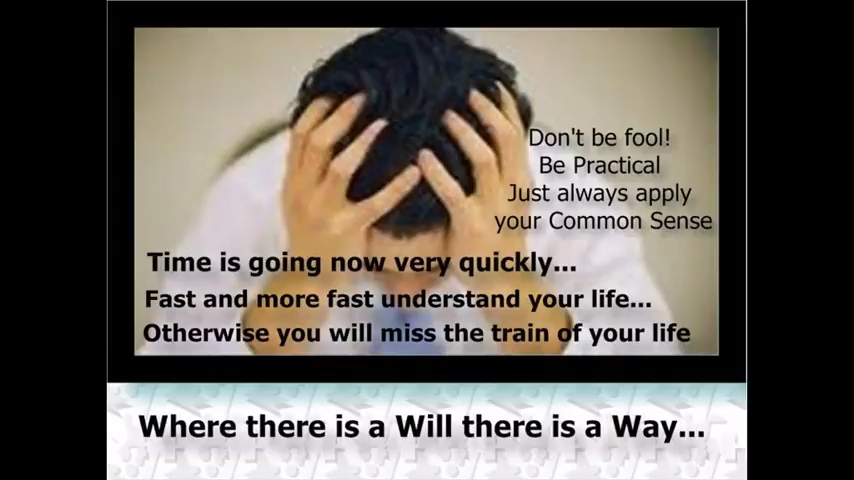 Don't be fool!
Be Practical
Just always apply
your Common Sense
Time is going now very quickly...
Fast and more fast understand your life...
Otherwise you will miss the train of your life
Where there is a Will there is a Way...